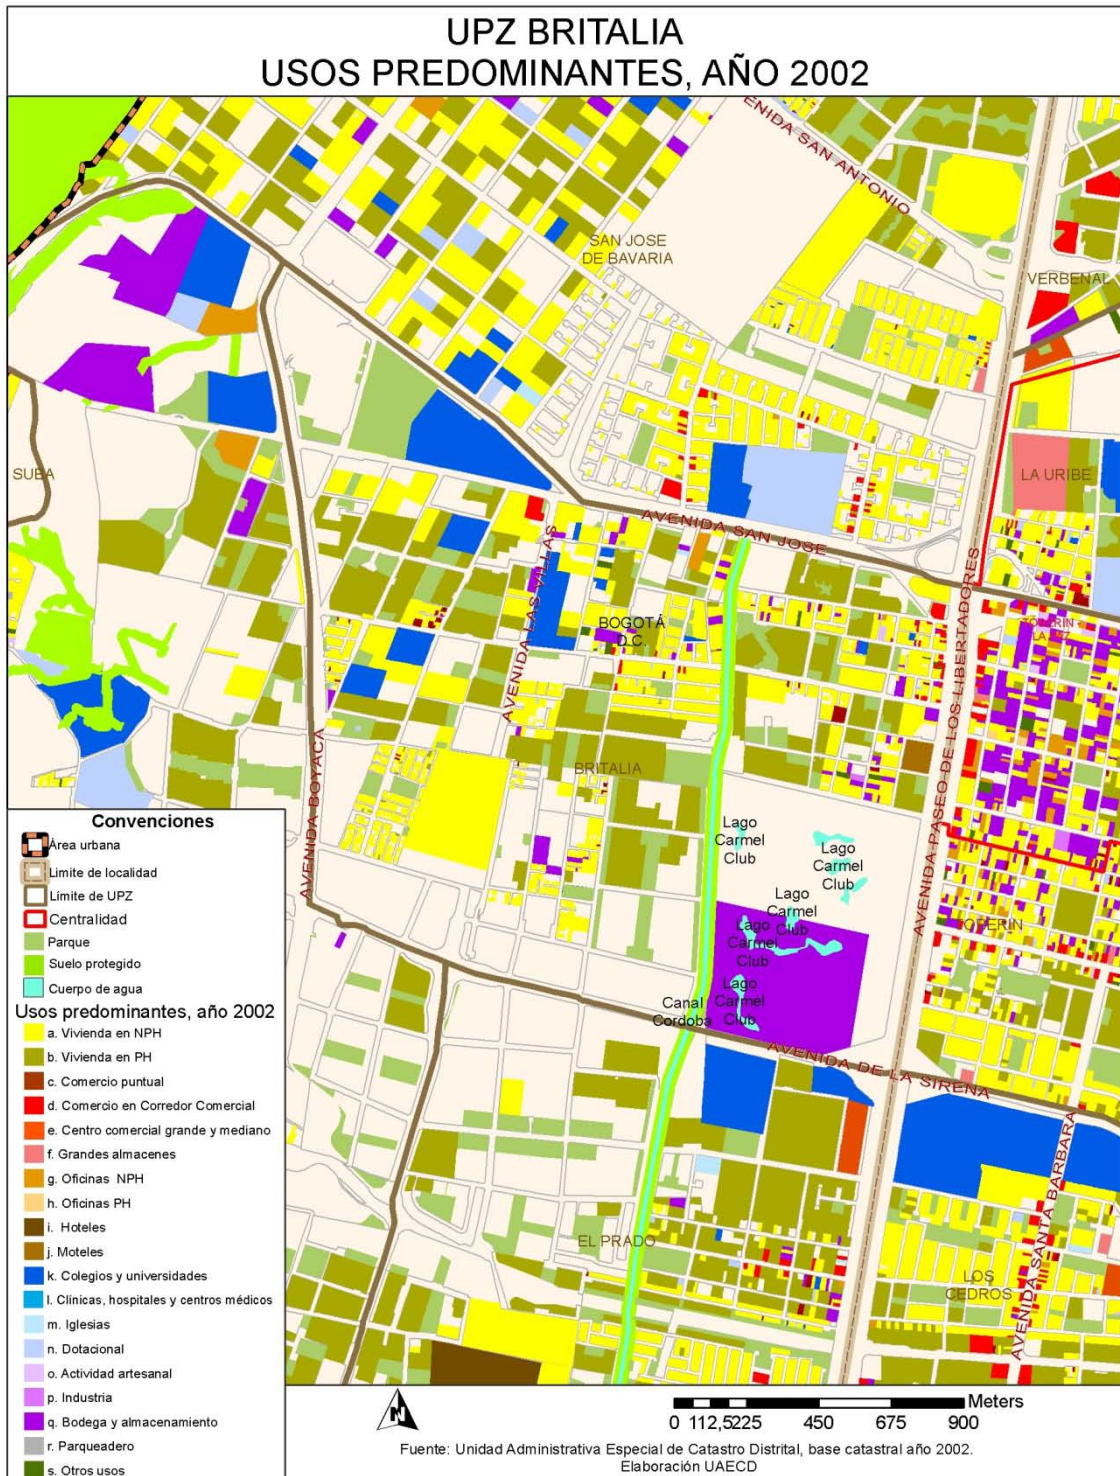 UPZ BRITALIA
USOS PREDOMINANTES, AÑO 2002
ENIDA SAN ANTONIO
SAN JOSE
DE BAVARIA
VERBENAL
SUBA
LA URIBE
AVENIDA SAN JOSE
AVENIDA LAS VILLAS
BOGOTÁ
D.C.
AVENIDA PASEO DE LOS LIBERTADORES
AVENIDA BOYACA
BRITALIA
Lago
Carmel
Club
Lago
Carmel
Club
Lago
Carmel
Club
Lago
Carmel
Club
Lago
Carmel
Club
TOBERIN
Canal
Cordoba
AVENIDA DE LA SIRENA
AVENIDA SANTA BARBARA
EL PRADO
LOS
CEDROS
Convenciones
Área urbana
Limite de localidad
Límite de UPZ
Centralidad
Parque
Suelo protegido
Cuerpo de agua
Usos predominantes, año 2002
a. Vivienda en NPH
b. Vivienda en PH
c. Comercio puntual
d. Comercio en Corredor Comercial
e. Centro comercial grande y mediano
f. Grandes almacenes
g. Oficinas NPH
h. Oficinas PH
i. Hoteles
j. Moteles
k. Colegios y universidades
l. Clínicas, hospitales y centros médicos
m. Iglesias
n. Dotacional
o. Actividad artesanal
p. Industria
q. Bodega y almacenamiento
r. Parqueadero
s. Otros usos
N
Meters
0 112,5225 450 675 900
Fuente: Unidad Administrativa Especial de Catastro Distrital, base catastral año 2002.
Elaboración UAECD